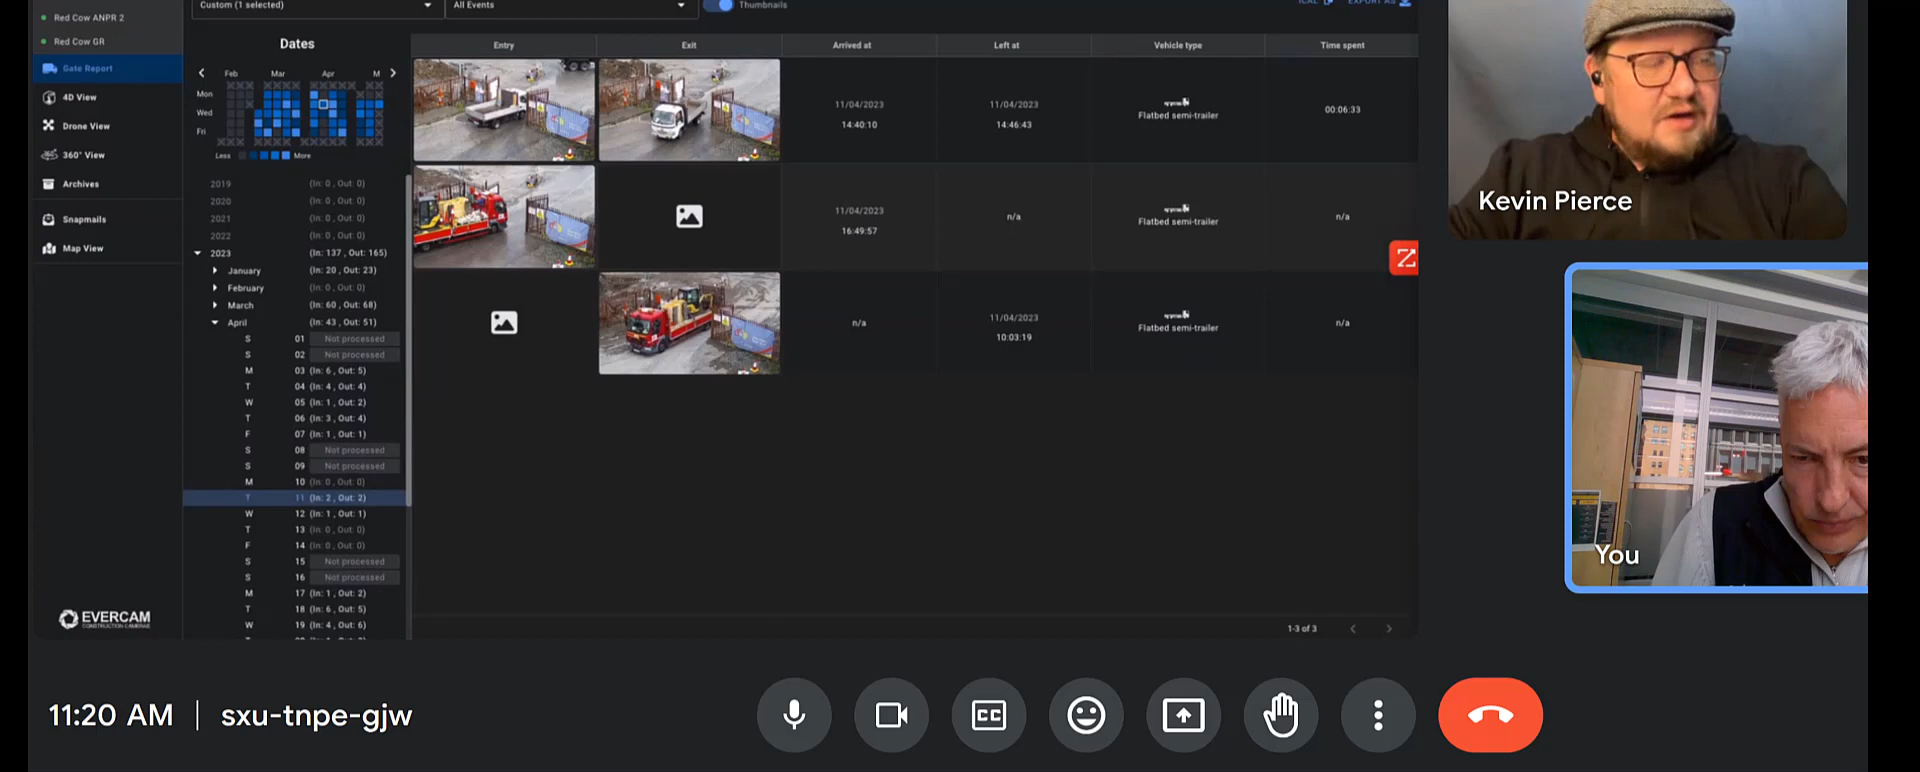 Red Cow ANPR 2
Custom (1 selected)
All Events
Thumbnails
ICAL
EXPORT AS
Red Cow GR
Gate Report
4D View
Drone View
360° View
Archives
Snapmails
Map View
EVERCAM
CONSTRUCTION CAMERAS
Dates
Feb Mar Apr M
Mon
Wed
Fri
Less More
2019 (In: 0 , Out: 0)
2020 (In: 0 , Out: 0)
2021 (In: 0 , Out: 0)
2022 (In: 0 , Out: 0)
2023 (In: 137 , Out: 165)
January (In: 20 , Out: 23)
February (In: 0 , Out: 0)
March (In: 60 , Out: 68)
April (In: 43 , Out: 51)
S 01 Not processed
S 02 Not processed
M 03 (In: 6 , Out: 5)
T 04 (In: 4 , Out: 4)
W 05 (In: 1 , Out: 2)
T 06 (In: 3 , Out: 4)
F 07 (In: 1 , Out: 1)
S 08 Not processed
S 09 Not processed
M 10 (In: 0 , Out: 0)
T 11 (In: 2 , Out: 2)
W 12 (In: 1 , Out: 1)
T 13 (In: 0 , Out: 0)
F 14 (In: 0 , Out: 0)
S 15 Not processed
S 16 Not processed
M 17 (In: 1 , Out: 2)
T 18 (In: 6 , Out: 5)
W 19 (In: 4 , Out: 6)
Entry Exit Arrived at Left at Vehicle type Time spent
11/04/2023 14:40:10 11/04/2023 14:46:43 Flatbed semi-trailer 00:06:33
11/04/2023 16:49:57 n/a Flatbed semi-trailer n/a
n/a 11/04/2023 10:03:19 Flatbed semi-trailer n/a
1-3 of 3
Kevin Pierce
You
11:20 AM | sxu-tnpe-gjw
CC